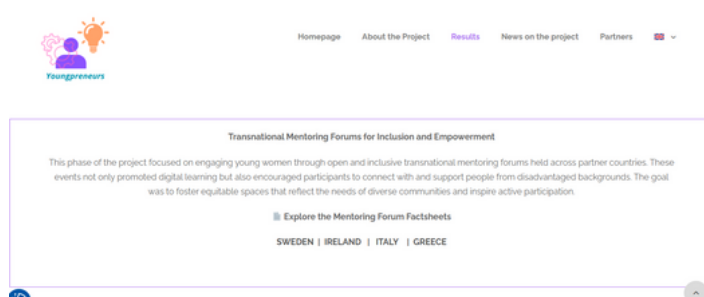 Homepage About the Project Results News on the project Partners
Youngpreneurs
Transnational Mentoring Forums for Inclusion and Empowerment
This phase of the project focused on engaging young women through open and inclusive transnational mentoring forums held across partner countries. These
events not only promoted digital learning but also encouraged participants to connect with and support people from disadvantaged backgrounds. The goal
was to foster equitable spaces that reflect the needs of diverse communities and inspire active participation.
Explore the Mentoring Forum Factsheets
SWEDEN | IRELAND | ITALY | GREECE